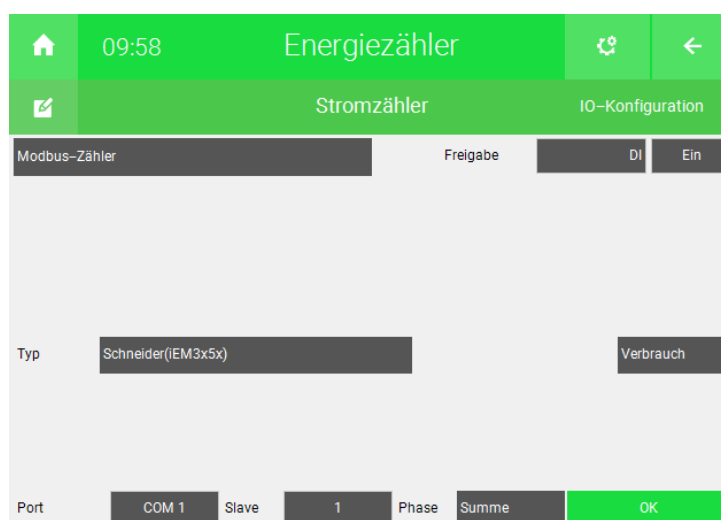 09:58 Energiezähler
Stromzähler IO-Konfiguration
Modbus-Zähler Freigabe DI Ein
Typ Schneider(iEM3x5x) Verbrauch
Port COM 1 Slave 1 Phase Summe OK